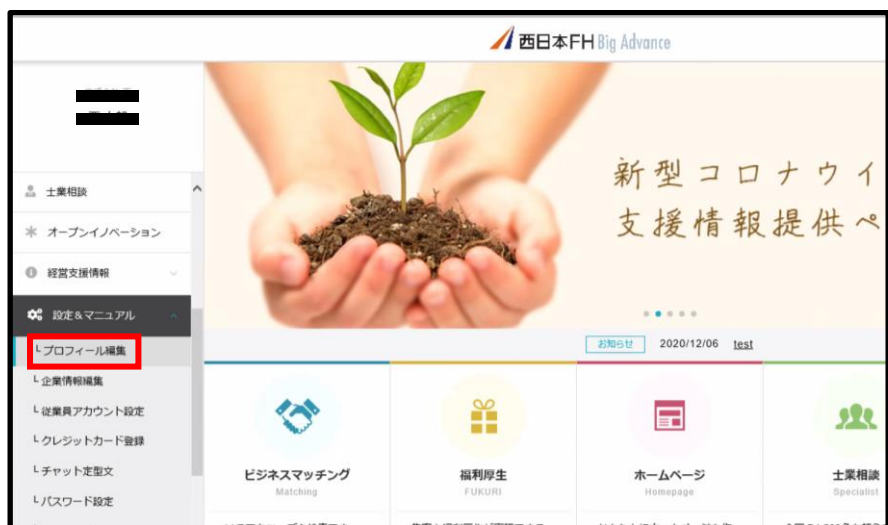 西日本FH Big Advance
士業相談
オープンイノベーション
経営支援情報
設定&マニュアル
└プロフィール編集
└企業情報編集
└従業員アカウント設定
└クレジットカード登録
└チャット定型文
└パスワード設定
新型コロナウイ
支援情報提供ペ
お知らせ 2020/12/06 test
ビジネスマッチング
Matching
福利厚生
FUKURI
ホームページ
Homepage
士業相談
Specialist